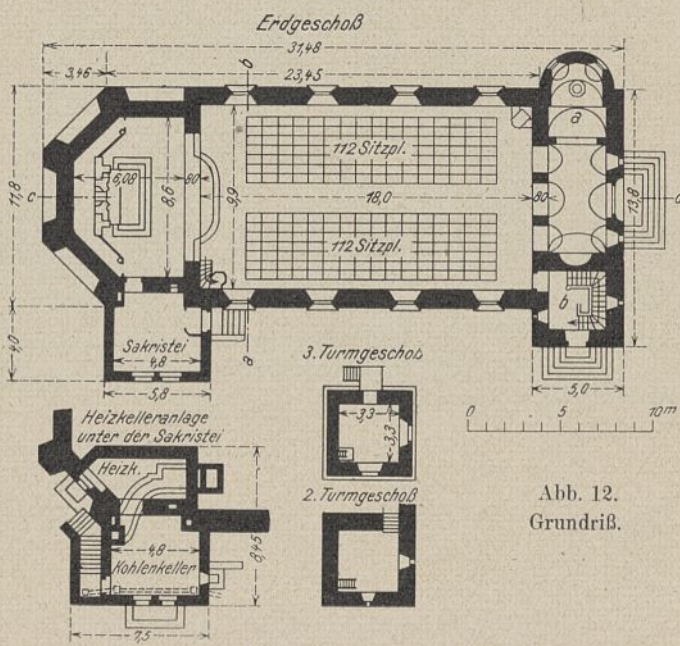 Erdgeschoß
31,48
3,46
23,45
b
a
112 Sitzpl.
11,8
c
6,08
8,6
80
9,9
18,0
80
13,8
d
112 Sitzpl.
b
4,0
Sakristei
4,8
a
5,8
3. Turmgeschoß
5,0
3,3
3,3
0 5 10m
Heizkelleranlage
unter der Sakristei
Heizk.
2. Turmgeschoß
Abb. 12.
Grundriß.
4,8
Kohlenkeller
8,45
7,5